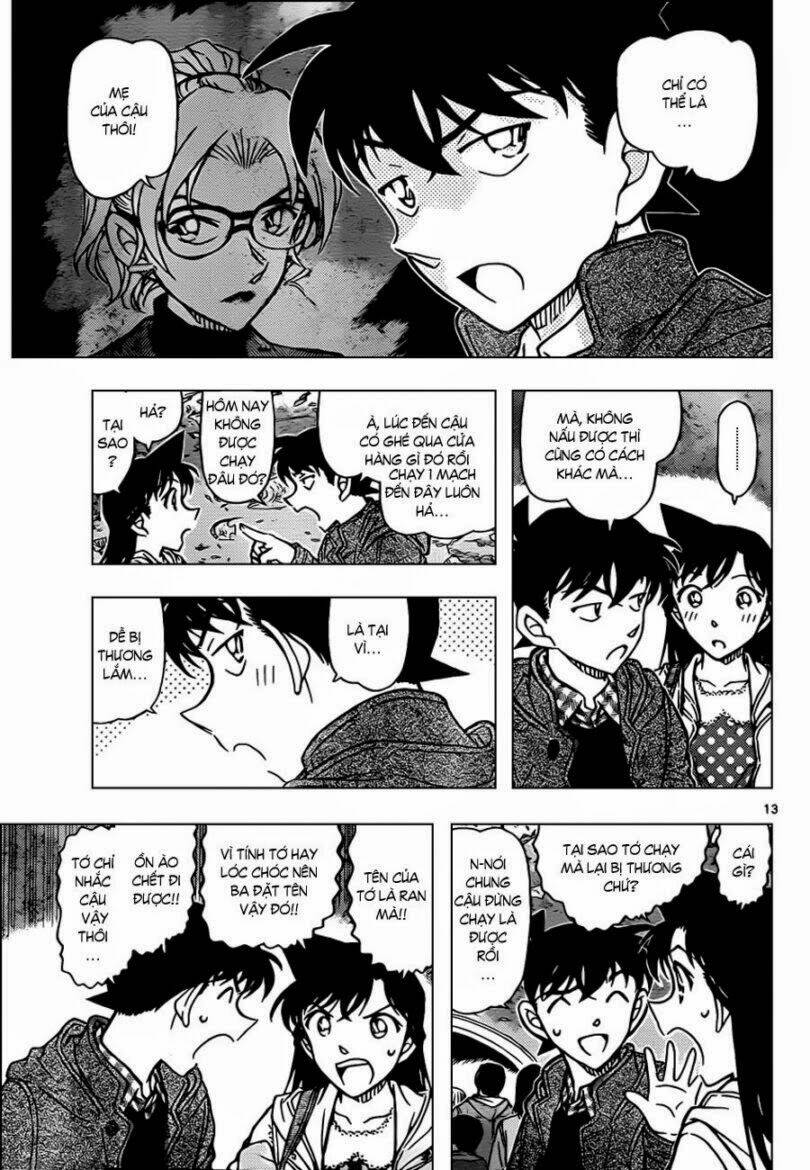 CHỈ CÓ
THỂ LÀ
...
MẸ
CỦA CẬU
THÔI!
.......
MÀ, KHÔNG
NẤU ĐƯỢC THÌ
CŨNG CÓ CÁCH
KHÁC MÀ...
À, LÚC ĐẾN CẬU
CÓ GHÉ QUA CỬA
HÀNG GÌ ĐÓ RỒI
CHẠY 1 MẠCH
ĐẾN ĐÂY LUÔN
HẢ...
HÔM NAY
KHÔNG
ĐƯỢC
CHẠY
ĐÂU ĐÓ?
HẢ?
TẠI
SAO
?
LÀ TẠI
VÌ...
DỄ BỊ
THƯƠNG
LẮM...
13
CÁI
GÌ?
TẠI SAO TỚ CHẠY
MÀ LẠI BỊ THƯƠNG
CHỨ?
N-NÓI
CHUNG
CẬU ĐỪNG
CHẠY LÀ
ĐƯỢC
RỒI
...
TÊN CỦA
TỚ LÀ RAN
MÀ!!
VÌ TÍNH TỚ HAY
LÓC CHÓC NÊN
BA ĐẶT TÊN
VẬY ĐÓ!!
ỒN ÀO
CHẾT ĐI
ĐƯỢC!!
TỚ CHỈ
NHẮC
CẬU
VẬY
THÔI
...